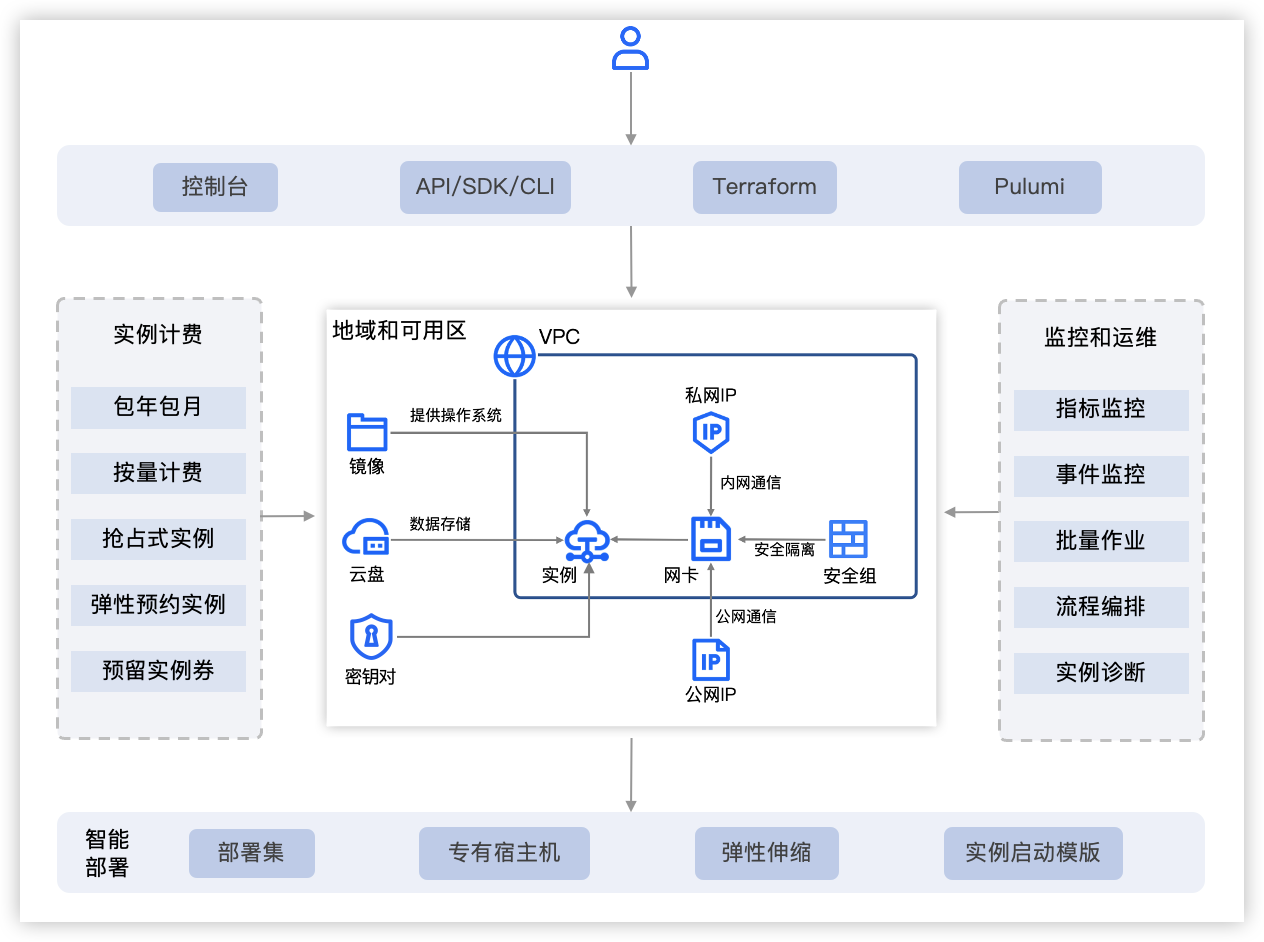 控制台
API/SDK/CLI
Terraform
Pulumi
实例计费
包年包月
按量计费
抢占式实例
弹性预约实例
预留实例券
地域和可用区
VPC
提供操作系统
镜像
数据存储
云盘
密钥对
实例
私网IP
IP
内网通信
网卡
安全隔离
安全组
公网通信
IP
公网IP
监控和运维
指标监控
事件监控
批量作业
流程编排
实例诊断
智能
部署
部署集
专有宿主机
弹性伸缩
实例启动模版